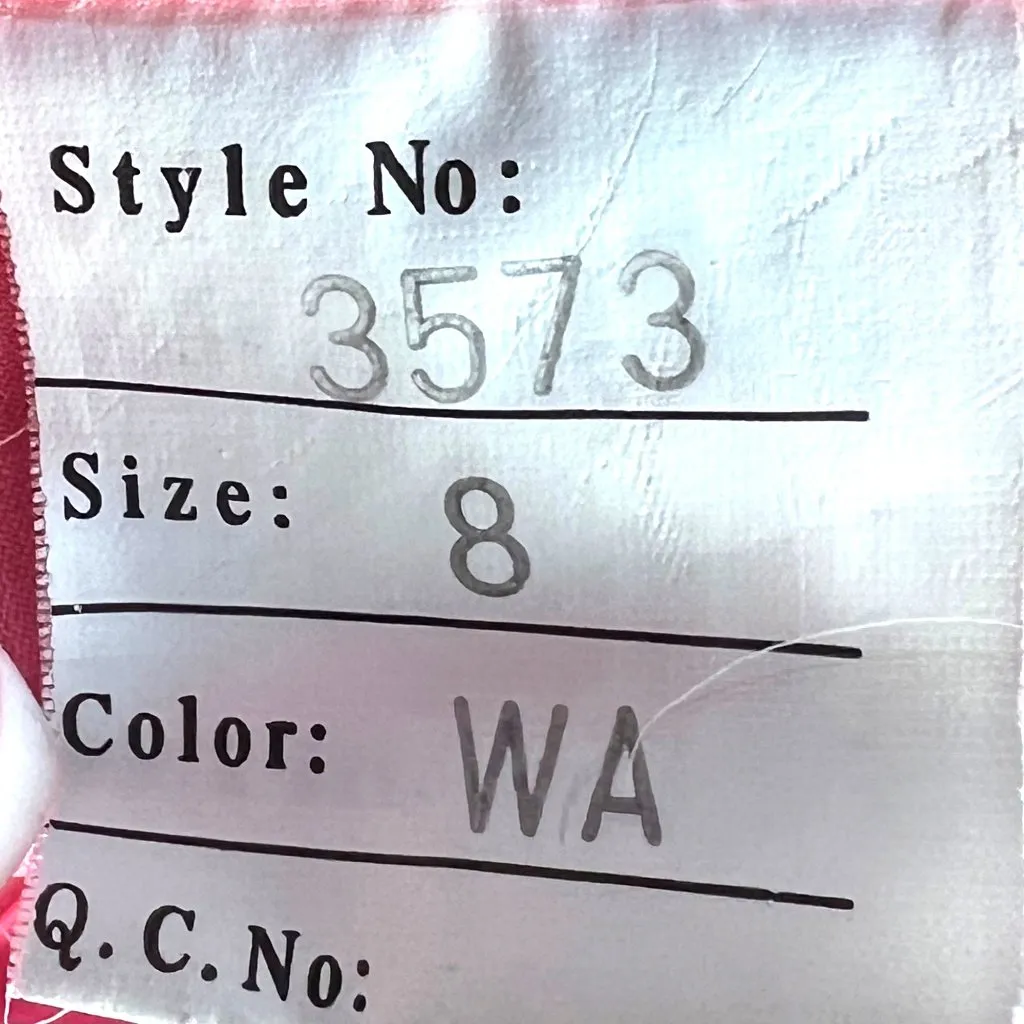 Style No:
3573
Size: 8
Color: WA
Q.C.No: